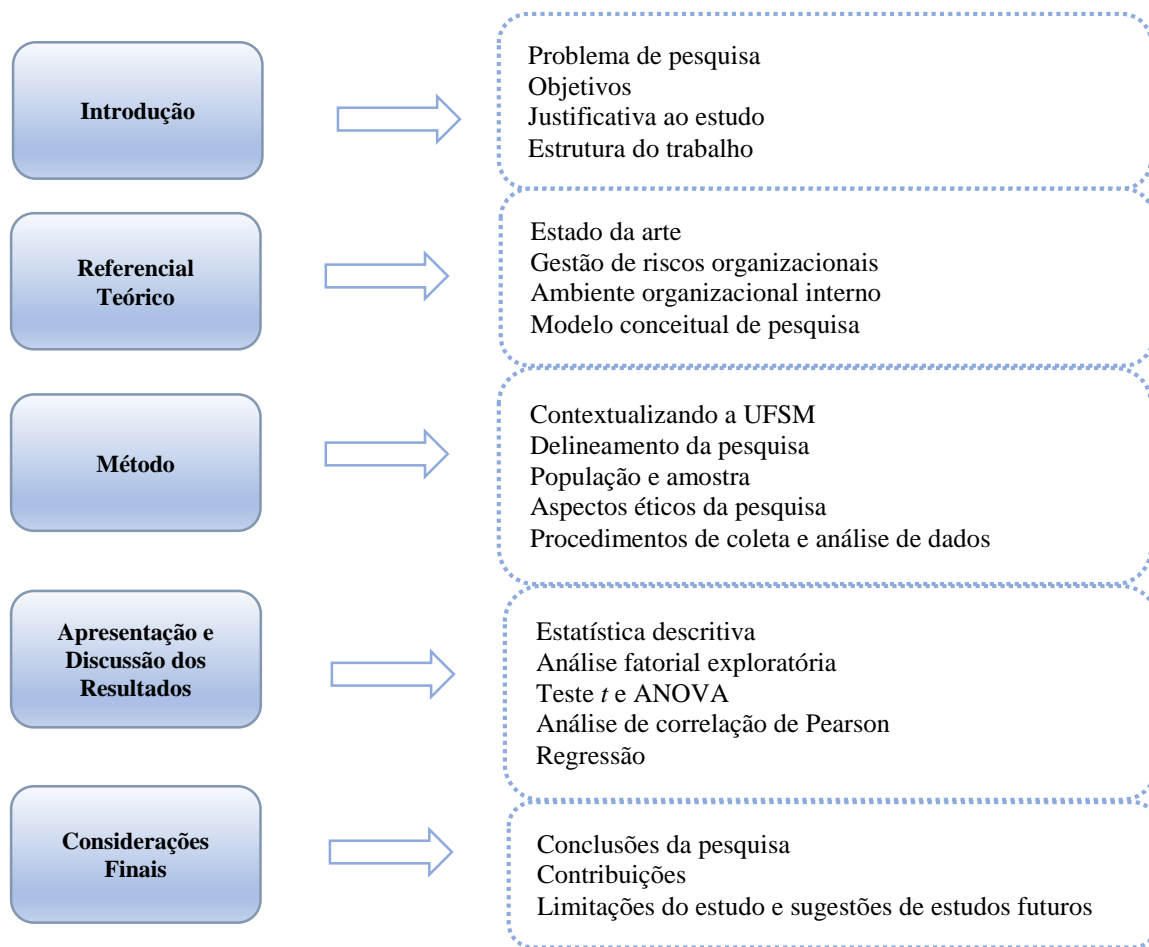 Introdução
Problema de pesquisa
Objetivos
Justificativa ao estudo
Estrutura do trabalho
Referencial
Teórico
Estado da arte
Gestão de riscos organizacionais
Ambiente organizacional interno
Modelo conceitual de pesquisa
Método
Contextualizando a UFSM
Delineamento da pesquisa
População e amostra
Aspectos éticos da pesquisa
Procedimentos de coleta e análise de dados
Apresentação e
Discussão dos
Resultados
Estatística descritiva
Análise fatorial exploratória
Teste t e ANOVA
Análise de correlação de Pearson
Regressão
Considerações
Finais
Conclusões da pesquisa
Contribuições
Limitações do estudo e sugestões de estudos futuros